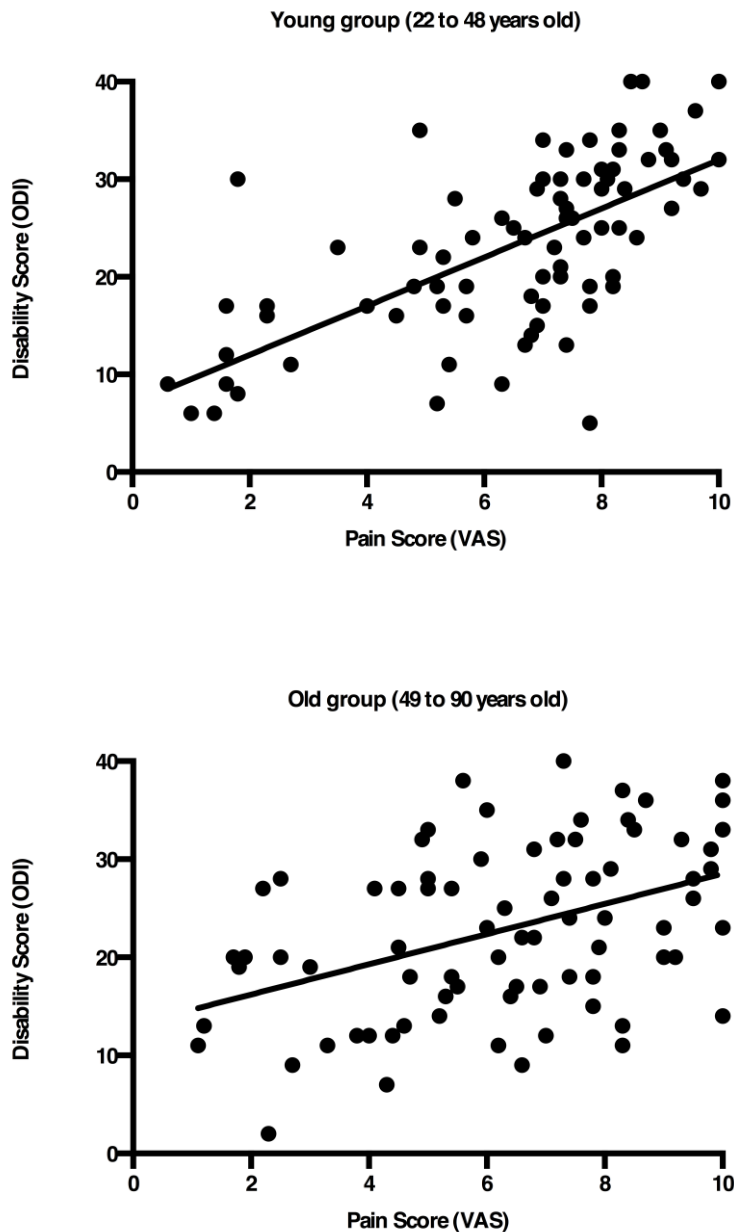 Young group (22 to 48 years old)
40
30
20
10
0
Disability Score (ODI)
0 2 4 6 8 10
Pain Score (VAS)
Old group (49 to 90 years old)
40
30
20
10
0
Disability Score (ODI)
0 2 4 6 8 10
Pain Score (VAS)